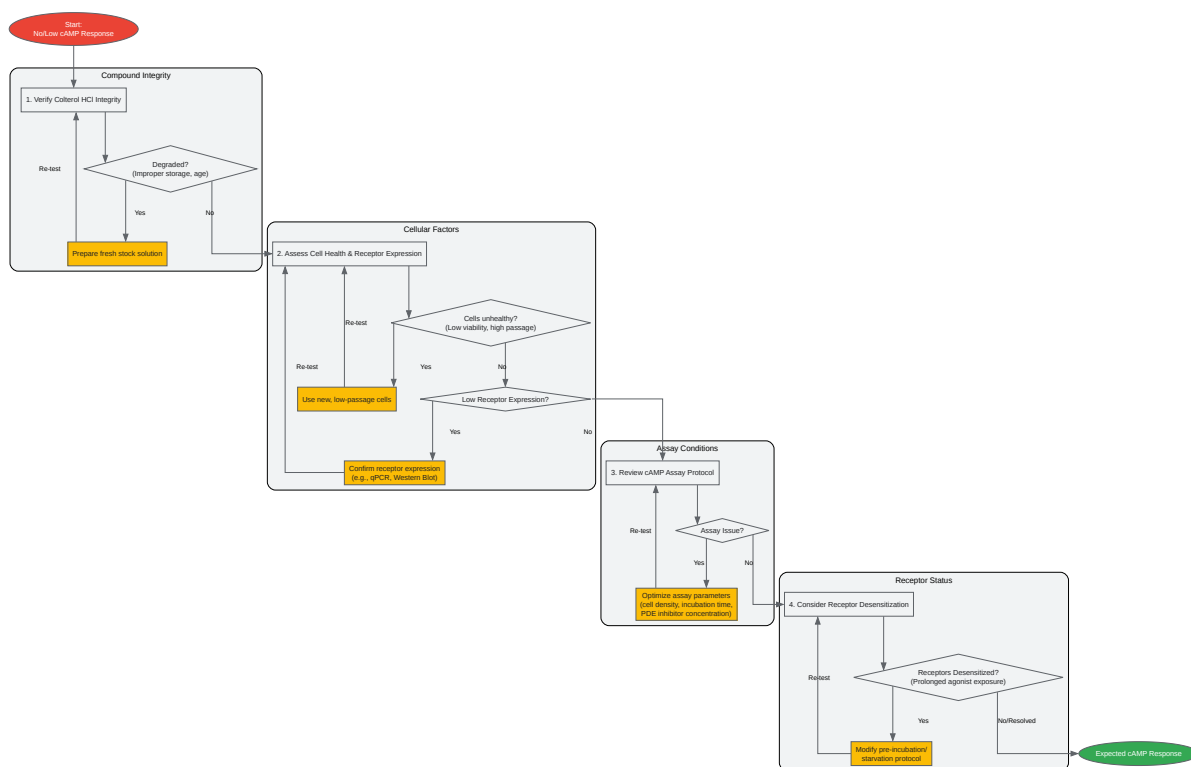 Start:
No/Low cAMP Response
Compound Integrity
1. Verify Colterol HCl Integrity
Degraded?
(Improper storage, age)
Re-test
Yes
No
Prepare fresh stock solution
Cellular Factors
2. Assess Cell Health & Receptor Expression
Cells unhealthy?
(Low viability, high passage)
Re-test
Re-test
Yes
No
Use new, low-passage cells
Low Receptor Expression?
Yes
No
Confirm receptor expression
(e.g., qPCR, Western Blot)
Assay Conditions
3. Review cAMP Assay Protocol
Re-test
Assay Issue?
Yes
No
Optimize assay parameters
(cell density, incubation time,
PDE inhibitor concentration)
Receptor Status
4. Consider Receptor Desensitization
Receptors Desensitized?
(Prolonged agonist exposure)
Re-test
Yes
No/Resolved
Modify pre-incubation/
starvation protocol
Expected cAMP Response